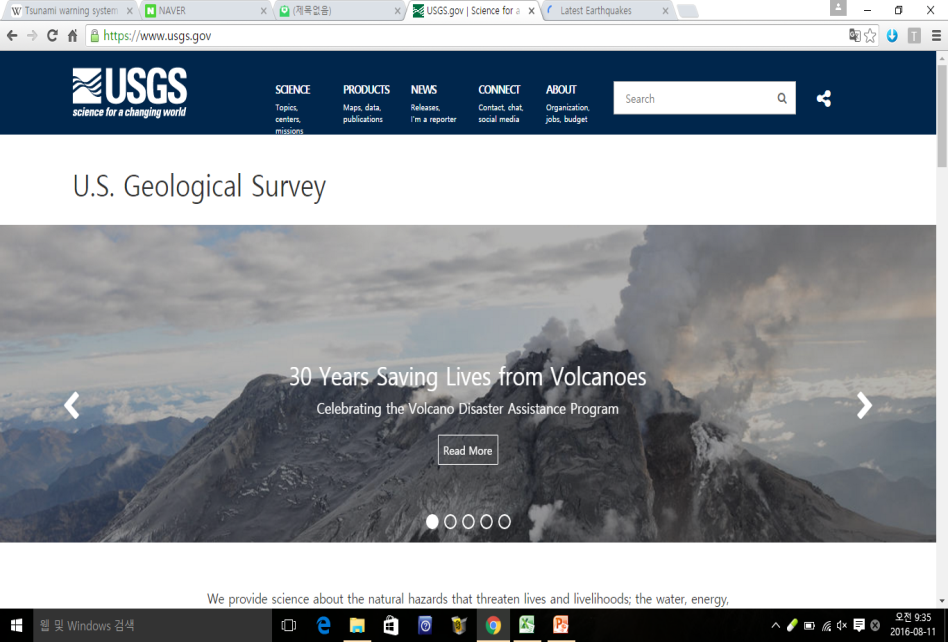 Tsunami warning system
NAVER
(제목없음)
USGS.gov | Science for a
Latest Earthquakes
https://www.usgs.gov
USGS
science for a changing world
SCIENCE
Topics,
centers,
missions
PRODUCTS
Maps, data,
publications
NEWS
Releases,
I'm a reporter
CONNECT
Contact, chat,
social media
ABOUT
Organization,
jobs, budget
Search
U.S. Geological Survey
30 Years Saving Lives from Volcanoes
Celebrating the Volcano Disaster Assistance Program
Read More
We provide science about the natural hazards that threaten lives and livelihoods; the water, energy,
웹 및 Windows 검색
오전 9:35
2016-08-11